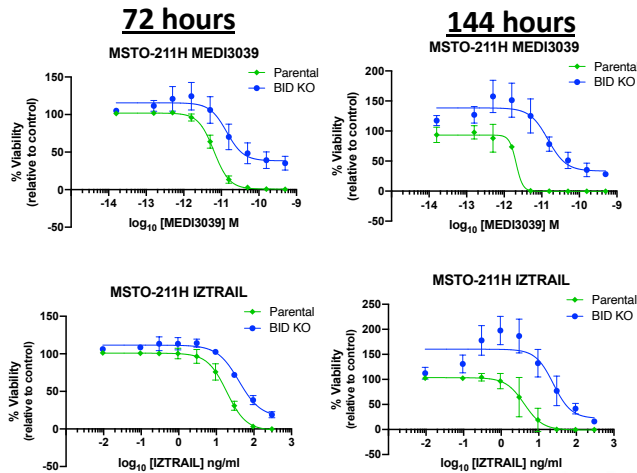 72 hours
144 hours
MSTO-211H MEDI3039
150
100
50
0
-50
-14
-13
-12
-11
-10
-9
% Viability
(relative to control)
log10 [MEDI3039] M
Parental
BID KO
MSTO-211H MEDI3039
200
150
100
50
0
-50
-14
-13
-12
-11
-10
-9
% Viability
(relative to control)
log10 [MEDI3039] M
Parental
BID KO
MSTO-211H IZTRAIL
150
100
50
0
-50
-2
-1
0
1
2
3
% Viability
(relative to control)
log10 [IZTRAIL] ng/ml
Parental
BID KO
MSTO-211H IZTRAIL
250
200
150
100
50
0
-50
-2
-1
0
1
2
3
% Viability
(relative to control)
log10 [IZTRAIL] ng/ml
Parental
BID KO